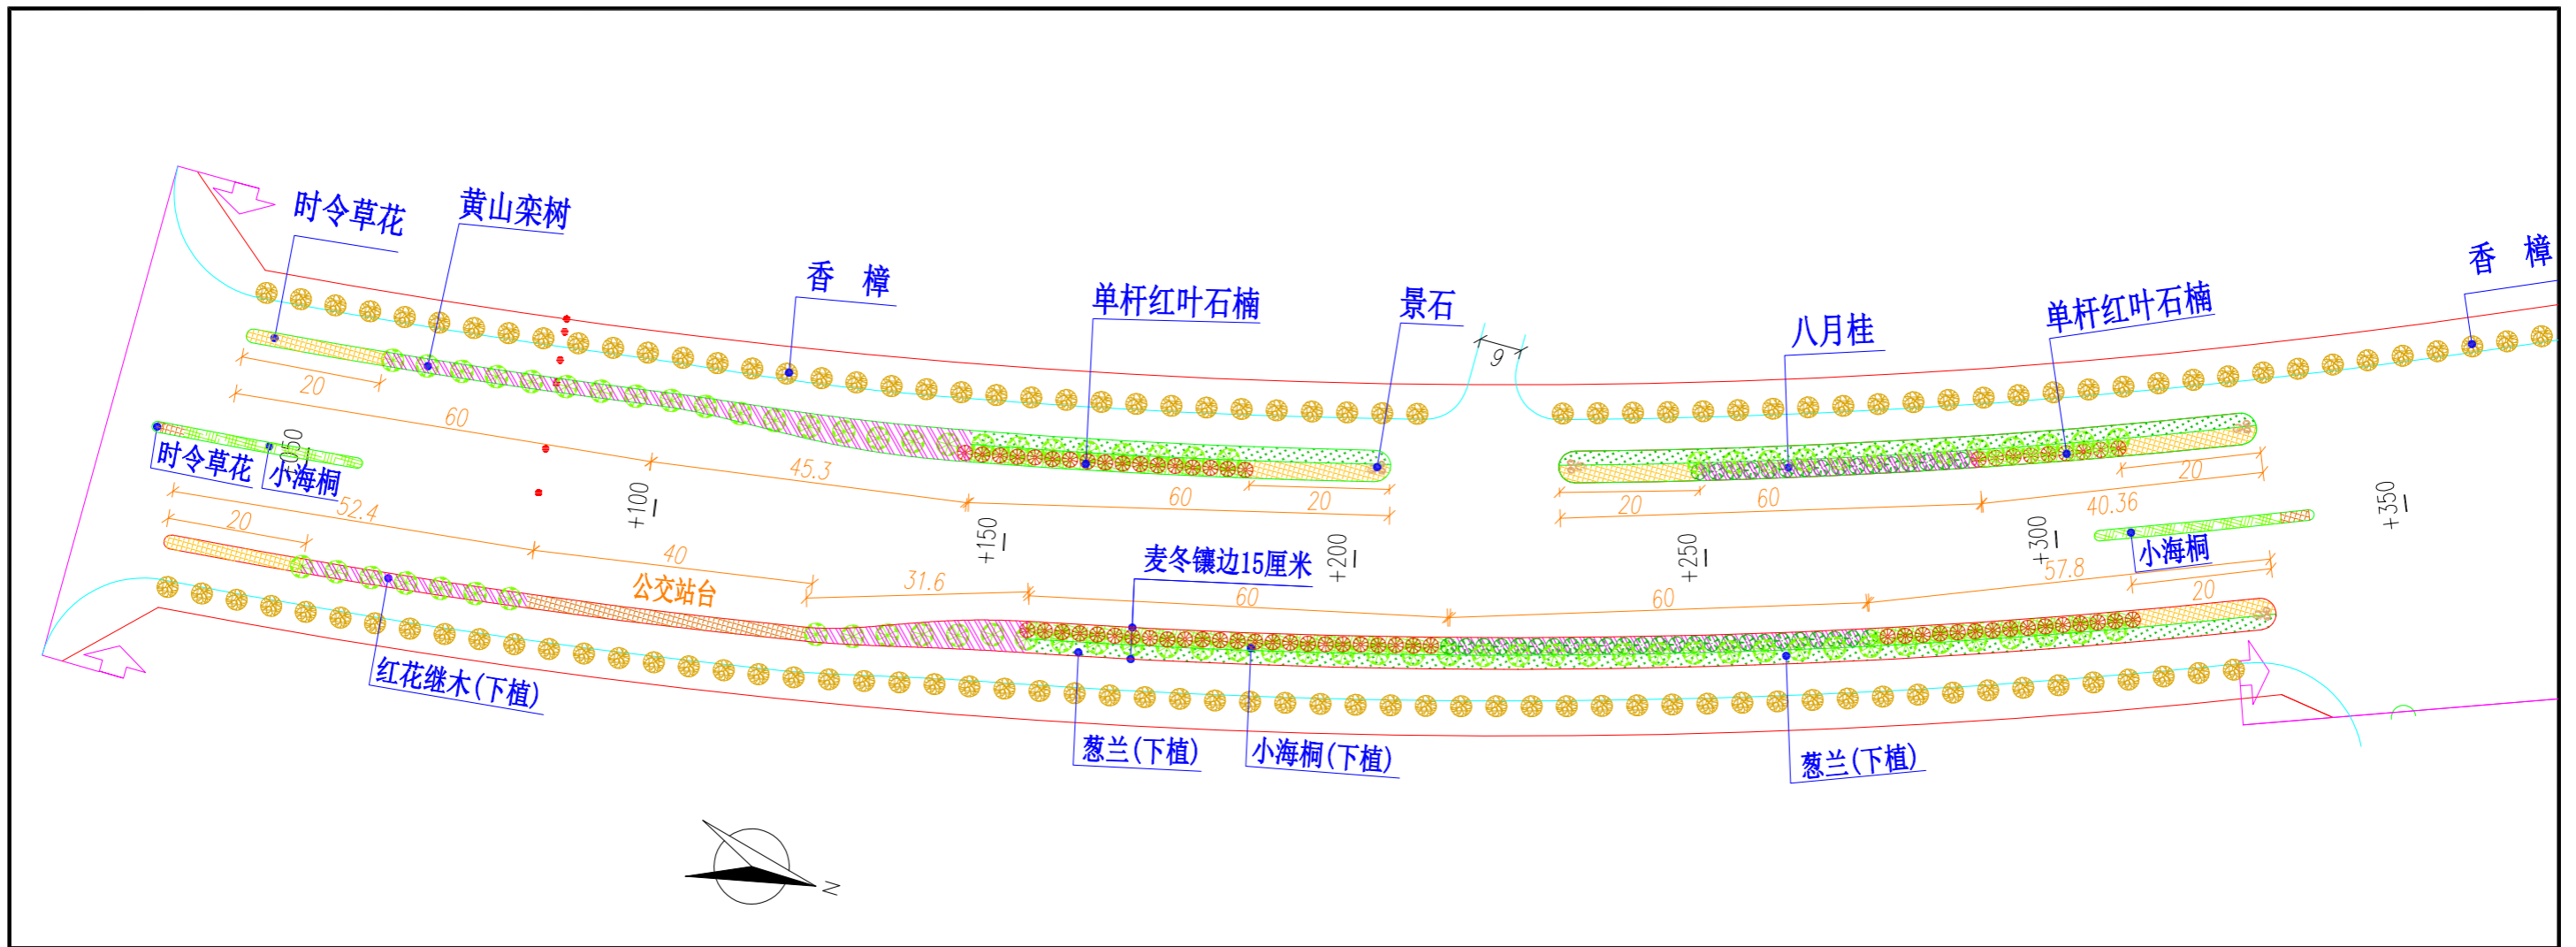 时令草花
黄山栾树
香 樟
单杆红叶石楠
景石
9
八月桂
单杆红叶石楠
香 樟
20
60
45.3
60
20
20
60
20
40.36
时令草花
小海桐
+050
+100
+150
+200
+250
+300
+350
52.4
20
40
公交站台
31.6
麦冬镶边15厘米
60
60
57.8
20
小海桐
红花继木(下植)
葱兰(下植)
小海桐(下植)
葱兰(下植)
N